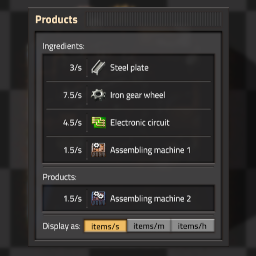 Products
Ingredients:
3/s Steel plate
7.5/s Iron gear wheel
4.5/s Electronic circuit
1.5/s Assembling machine 1
Products:
1.5/s Assembling machine 2
Display as: items/s items/m items/h